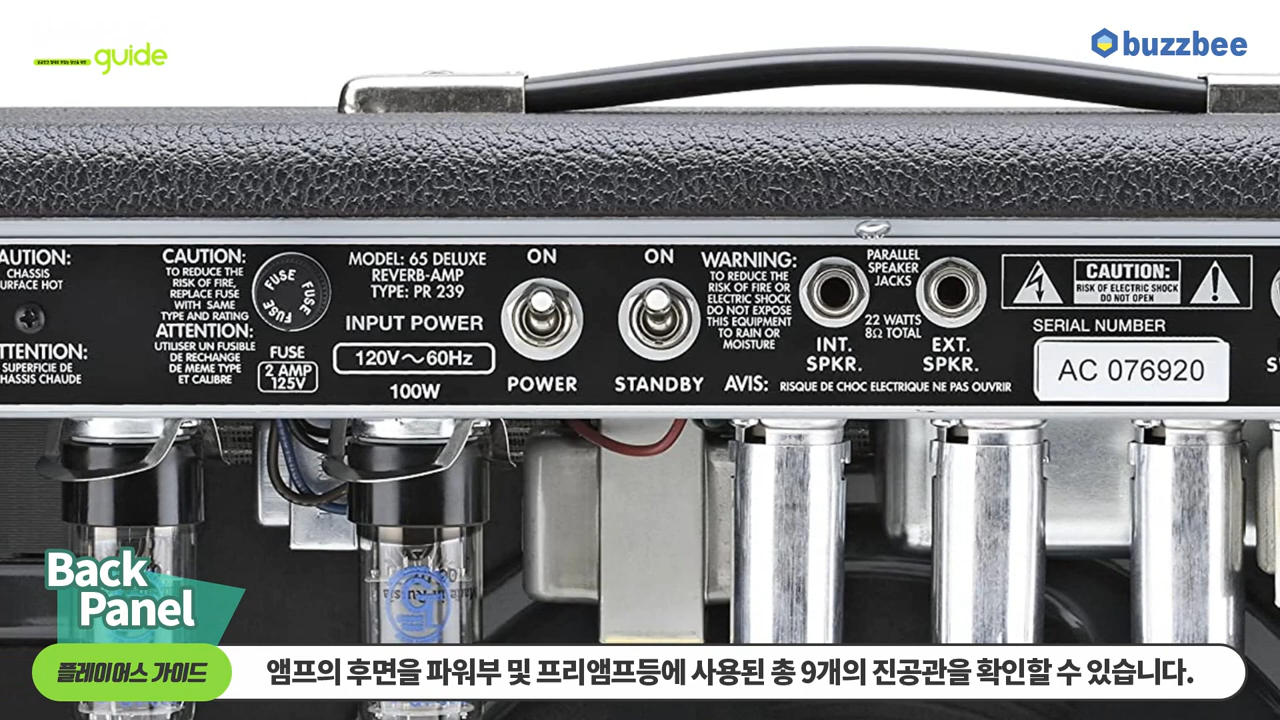 guide
buzzbee
AUTION:
CHASSIS
URFACE HOT
TTENTION:
SUPERFICIE DE
HASSIS CHAUDE
CAUTION:
TO REDUCE THE
RISK OF FIRE,
REPLACE FUSE
WITH SAME
TYPE AND RATING
ATTENTION:
UTILISER UN FUSIBLE
DE RECHANGE
DE MEME TYPE
ET CALIBRE
FUSE
FUSE
FUSE
FUSE
2 AMP
125V
MODEL: 65 DELUXE
REVERB-AMP
TYPE: PR 239
INPUT POWER
120V～60Hz
100W
ON
POWER
ON
STANDBY
WARNING:
TO REDUCE THE
RISK OF FIRE OR
ELECTRIC SHOCK
DO NOT EXPOSE
THIS EQUIPMENT
TO RAIN OR
MOISTURE
AVIS: RISQUE DE CHOC ELECTRIQUE NE PAS OUVRIR
PARALLEL
SPEAKER
JACKS
22 WATTS
8Ω TOTAL
INT.
SPKR.
EXT.
SPKR.
CAUTION:
RISK OF ELECTRIC SHOCK
DO NOT OPEN
SERIAL NUMBER
AC 076920
S
Back
Panel
플레이어스 가이드
앰프의 후면을 파워부 및 프리앰프등에 사용된 총 9개의 진공관을 확인할 수 있습니다.